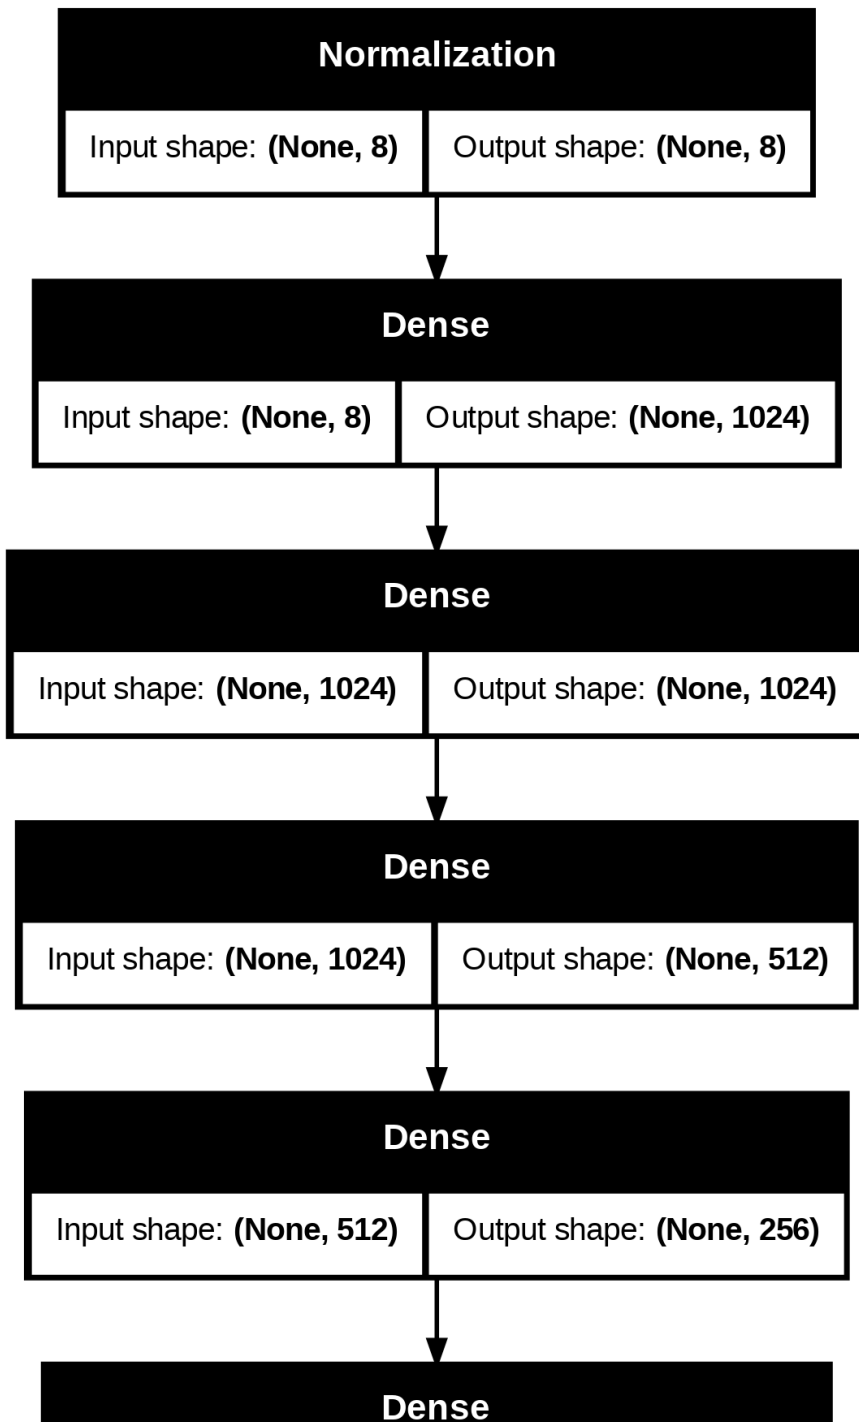 Normalization
Input shape: (None, 8) Output shape: (None, 8)
Dense
Input shape: (None, 8) Output shape: (None, 1024)
Dense
Input shape: (None, 1024) Output shape: (None, 1024)
Dense
Input shape: (None, 1024) Output shape: (None, 512)
Dense
Input shape: (None, 512) Output shape: (None, 256)
Dense